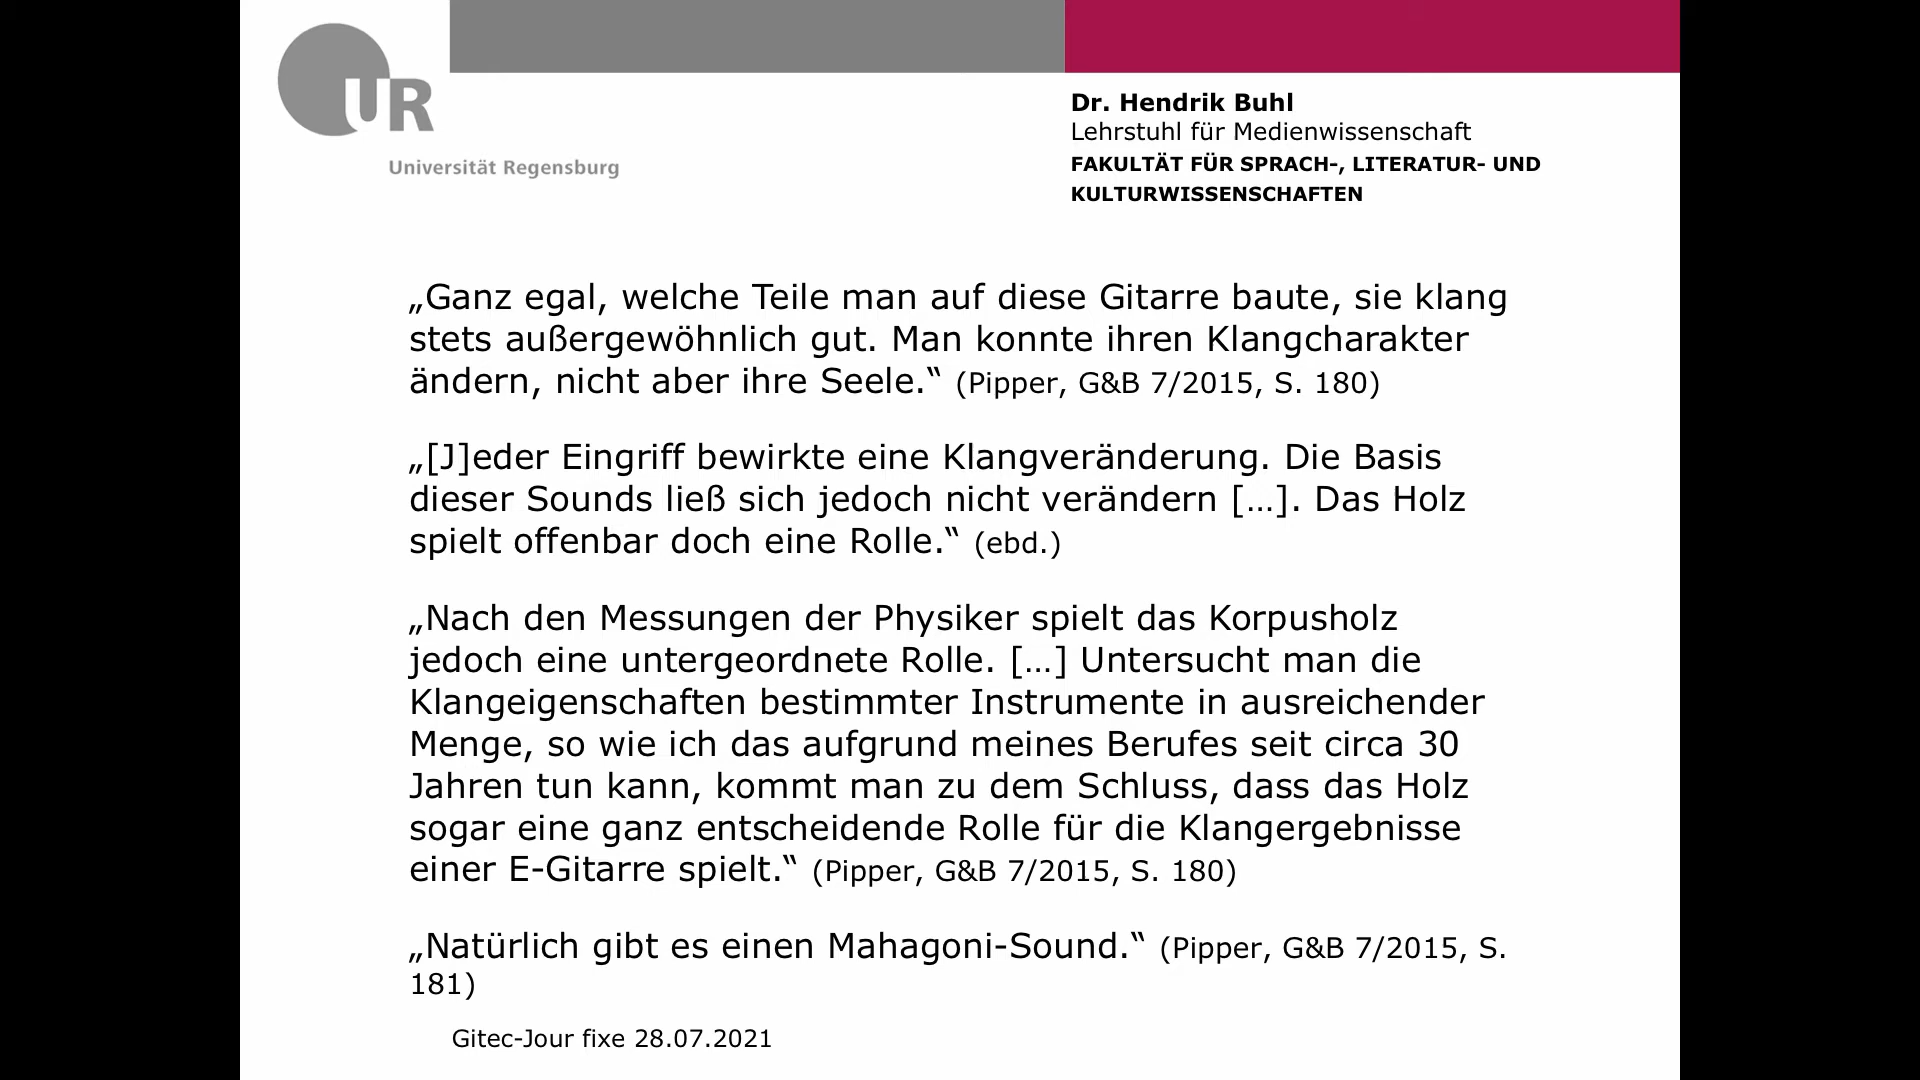 UR
Universität Regensburg
Dr. Hendrik Buhl
Lehrstuhl für Medienwissenschaft
FAKULTÄT FÜR SPRACH-, LITERATUR- UND
KULTURWISSENSCHAFTEN
„Ganz egal, welche Teile man auf diese Gitarre baute, sie klang
stets außergewöhnlich gut. Man konnte ihren Klangcharakter
ändern, nicht aber ihre Seele.“ (Pipper, G&B 7/2015, S. 180)
„[J]eder Eingriff bewirkte eine Klangveränderung. Die Basis
dieser Sounds ließ sich jedoch nicht verändern […]. Das Holz
spielt offenbar doch eine Rolle.“ (ebd.)
„Nach den Messungen der Physiker spielt das Korpusholz
jedoch eine untergeordnete Rolle. […] Untersucht man die
Klangeigenschaften bestimmter Instrumente in ausreichender
Menge, so wie ich das aufgrund meines Berufes seit circa 30
Jahren tun kann, kommt man zu dem Schluss, dass das Holz
sogar eine ganz entscheidende Rolle für die Klangergebnisse
einer E-Gitarre spielt.“ (Pipper, G&B 7/2015, S. 180)
„Natürlich gibt es einen Mahagoni-Sound.“ (Pipper, G&B 7/2015, S.
181)
Gitec-Jour fixe 28.07.2021